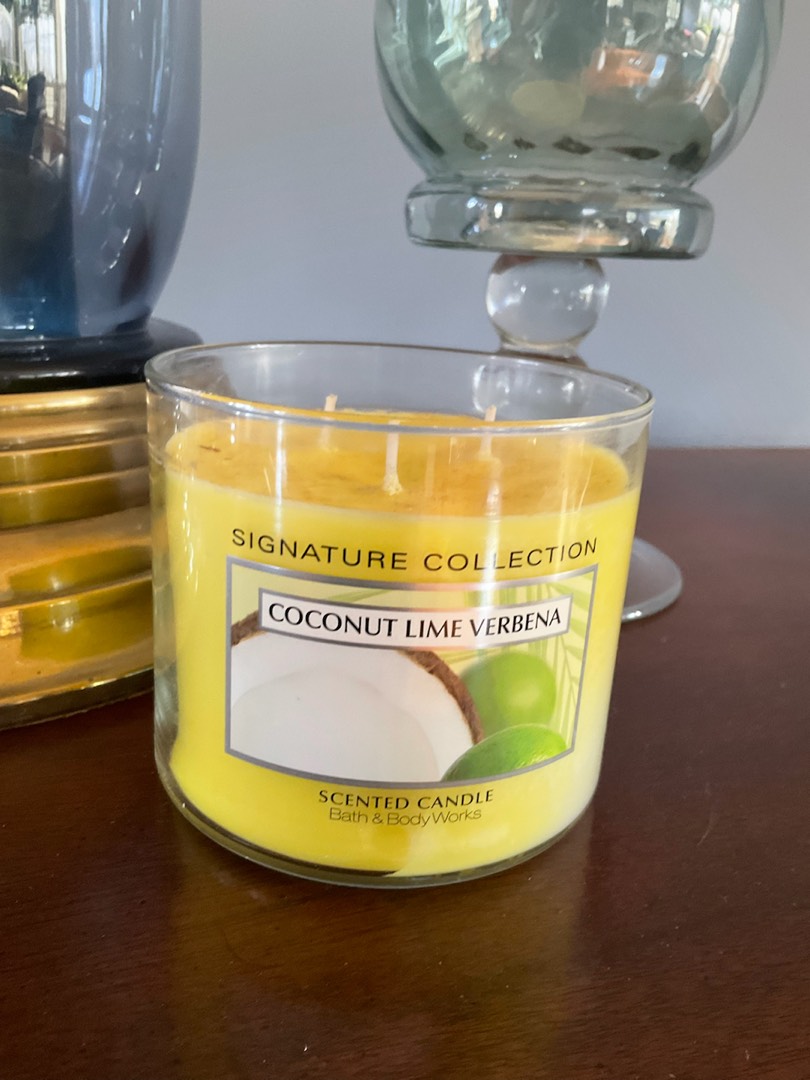 SIGNATURE COLLECTION
COCONUT LIME VERBENA
SCENTED CANDLE
Bath & Body Works